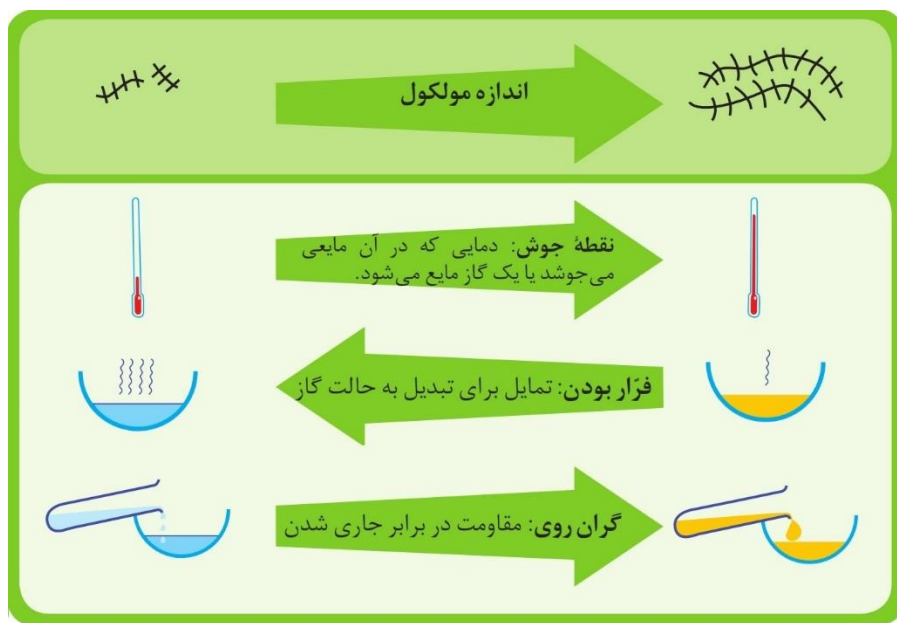 اندازه مولکول
نقطهٔ جوش: دمایی که در آن مایعی
می‌جوشد یا یک گاز مایع می‌شود.
فرّار بودن: تمایل برای تبدیل به حالت گاز
گران روی: مقاومت در برابر جاری شدن